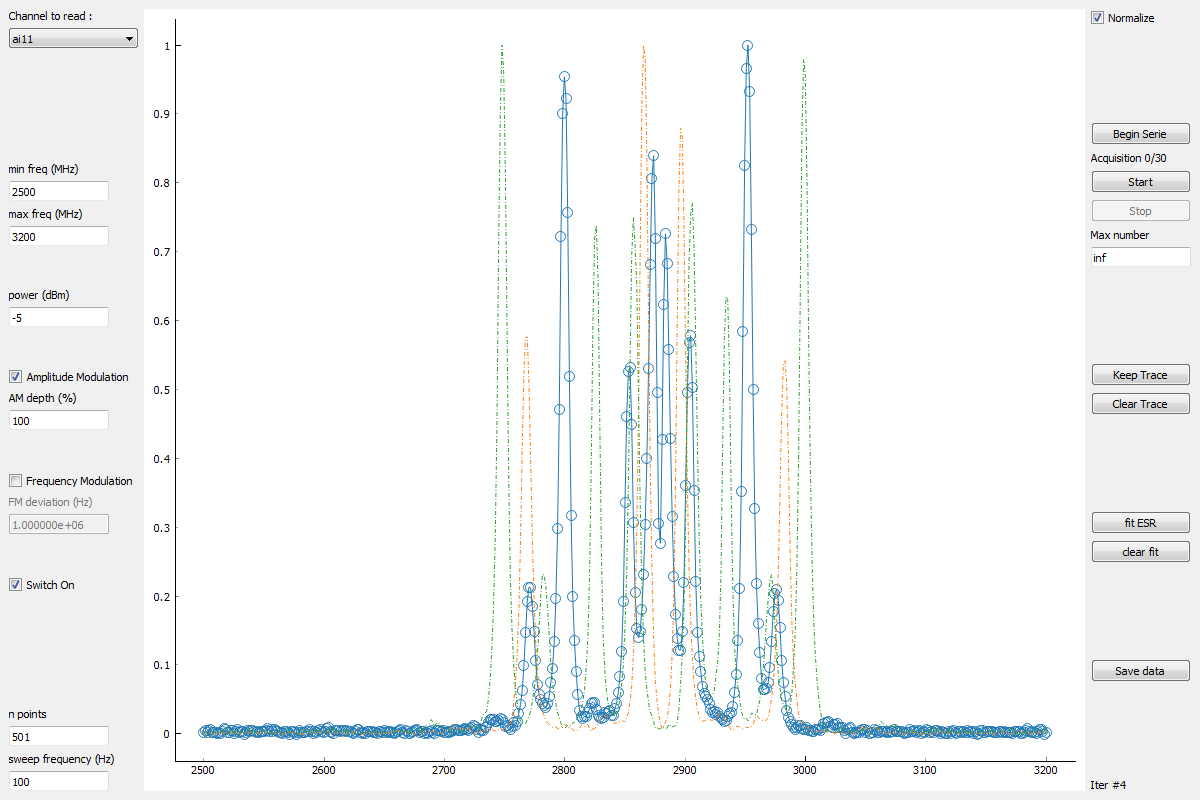 Channel to read :
ai11
min freq (MHz)
2500
max freq (MHz)
3200
power (dBm)
-5
Amplitude Modulation
AM depth (%)
100
Frequency Modulation
FM deviation (Hz)
1.000000e+06
Switch On
n points
501
sweep frequency (Hz)
100
1
0.9
0.8
0.7
0.6
0.5
0.4
0.3
0.2
0.1
0
2500 2600 2700 2800 2900 3000 3100 3200
Normalize
Begin Serie
Acquisition 0/30
Start
Stop
Max number
inf
Keep Trace
Clear Trace
fit ESR
clear fit
Save data
Iter #4